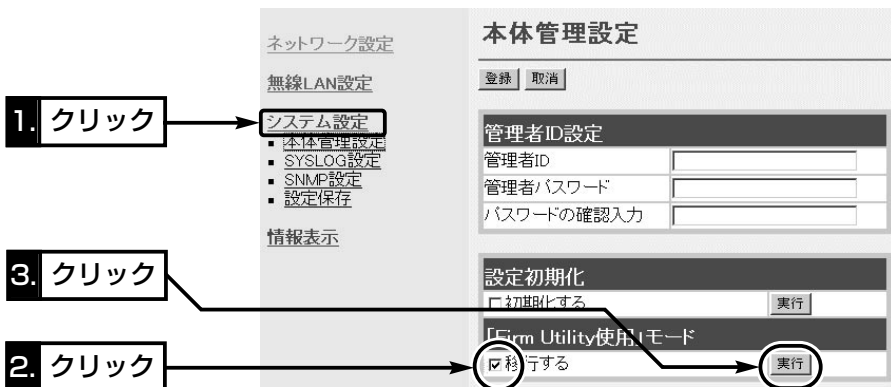 ネットワーク設定
無線LAN設定
システム設定
本体管理設定
SYSLOG設定
SNMP設定
設定保存
情報表示
本体管理設定
登録 取消
管理者ID設定
管理者ID
管理者パスワード
パスワードの確認入力
設定初期化
初期化する 実行
「Firm Utility使用」モード
移行する 実行
1. クリック
3. クリック
2. クリック